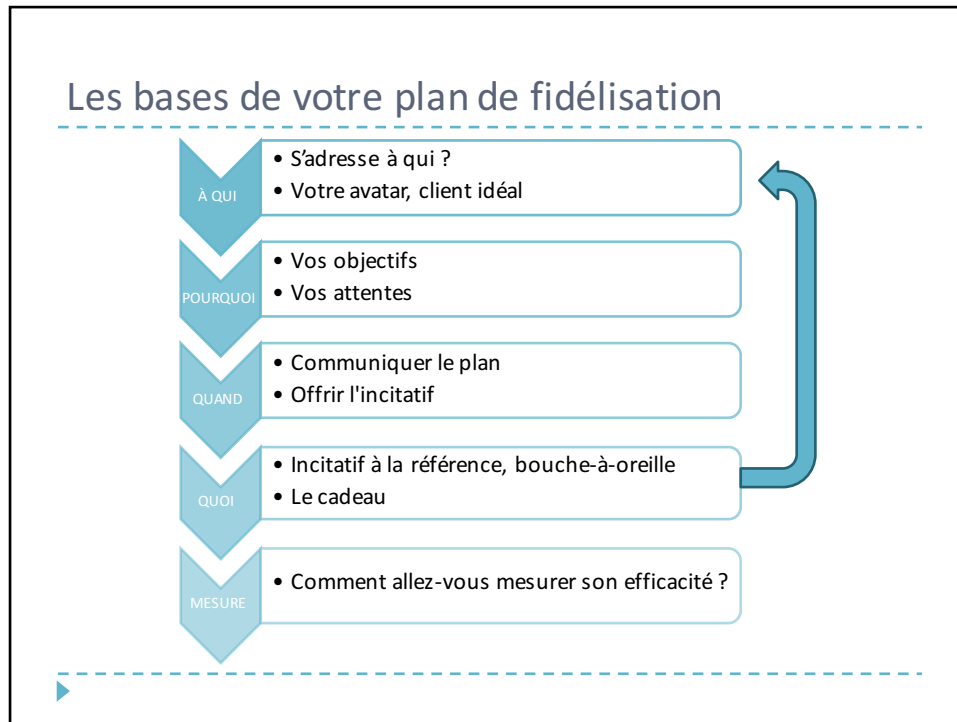 Les bases de votre plan de fidélisation
À QUI
• S'adresse à qui ?
• Votre avatar, client idéal
POURQUOI
• Vos objectifs
• Vos attentes
QUAND
• Communiquer le plan
• Offrir l'incitatif
QUOI
• Incitatif à la référence, bouche-à-oreille
• Le cadeau
MESURE
• Comment allez-vous mesurer son efficacité ?